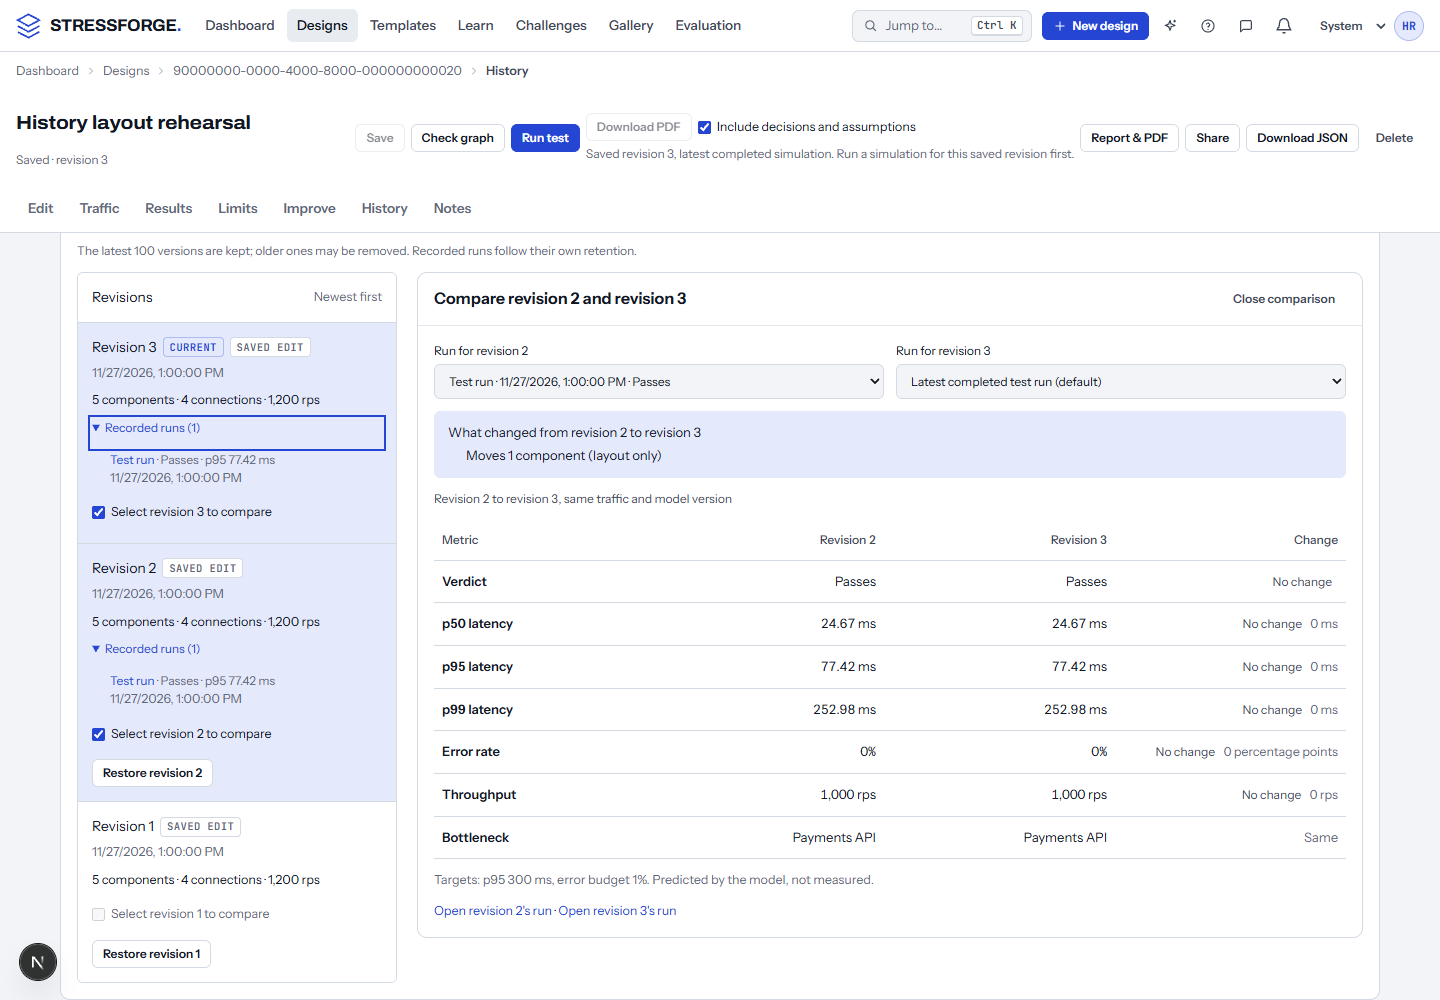 STRESSFORGE.
Dashboard Designs Templates Learn Challenges Gallery Evaluation
Jump to... Ctrl K
New design
System
HR
Dashboard > Designs > 90000000-0000-4000-8000-000000000020 > History
History layout rehearsal
Saved · revision 3
Save Check graph Run test Download PDF Include decisions and assumptions
Saved revision 3, latest completed simulation. Run a simulation for this saved revision first.
Report & PDF Share Download JSON Delete
Edit Traffic Results Limits Improve History Notes
The latest 100 versions are kept; older ones may be removed. Recorded runs follow their own retention.
Revisions Newest first
Revision 3 CURRENT SAVED EDIT
11/27/2026, 1:00:00 PM
5 components · 4 connections · 1,200 rps
Recorded runs (1)
Test run · Passes · p95 77.42 ms
11/27/2026, 1:00:00 PM
Select revision 3 to compare
Revision 2 SAVED EDIT
11/27/2026, 1:00:00 PM
5 components · 4 connections · 1,200 rps
Recorded runs (1)
Test run · Passes · p95 77.42 ms
11/27/2026, 1:00:00 PM
Select revision 2 to compare
Restore revision 2
Revision 1 SAVED EDIT
11/27/2026, 1:00:00 PM
5 components · 4 connections · 1,200 rps
Select revision 1 to compare
Restore revision 1
N
Compare revision 2 and revision 3 Close comparison
Run for revision 2
Test run · 11/27/2026, 1:00:00 PM · Passes
Run for revision 3
Latest completed test run (default)
What changed from revision 2 to revision 3
Moves 1 component (layout only)
Revision 2 to revision 3, same traffic and model version
Metric Revision 2 Revision 3 Change
Verdict Passes Passes No change
p50 latency 24.67 ms 24.67 ms No change 0 ms
p95 latency 77.42 ms 77.42 ms No change 0 ms
p99 latency 252.98 ms 252.98 ms No change 0 ms
Error rate 0% 0% No change 0 percentage points
Throughput 1,000 rps 1,000 rps No change 0 rps
Bottleneck Payments API Payments API Same
Targets: p95 300 ms, error budget 1%. Predicted by the model, not measured.
Open revision 2's run · Open revision 3's run